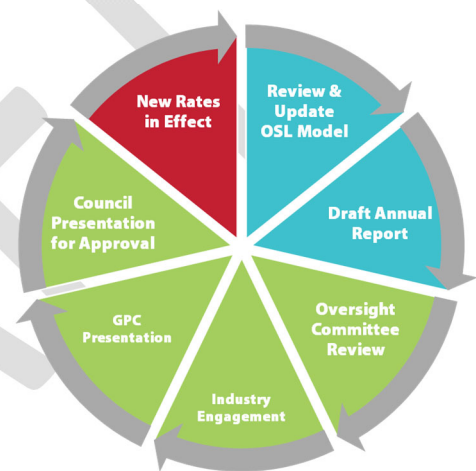 New Rates
in Effect
Review &
Update
OSL Model
Draft Annual
Report
Oversight
Committee
Review
Industry
Engagement
GPC
Presentation
Council
Presentation
for Approval